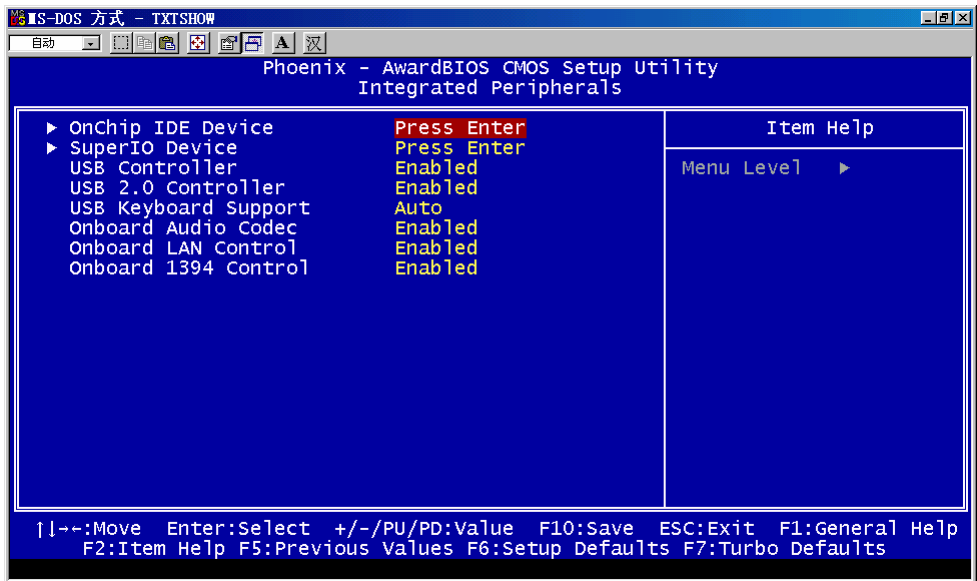 MS-DOS 方式 - TXTSHOW
自动
A 汉
Phoenix - AwardBIOS CMOS Setup Utility
Integrated Peripherals
▶ OnChip IDE Device Press Enter
▶ SuperIO Device Press Enter
USB Controller Enabled
USB 2.0 Controller Enabled
USB Keyboard Support Auto
Onboard Audio Codec Enabled
Onboard LAN Control Enabled
Onboard 1394 Control Enabled
Item Help
Menu Level ▶
↑↓→←:Move Enter:Select +/-/PU/PD:Value F10:Save ESC:Exit F1:General Help
F2:Item Help F5:Previous Values F6:Setup Defaults F7:Turbo Defaults